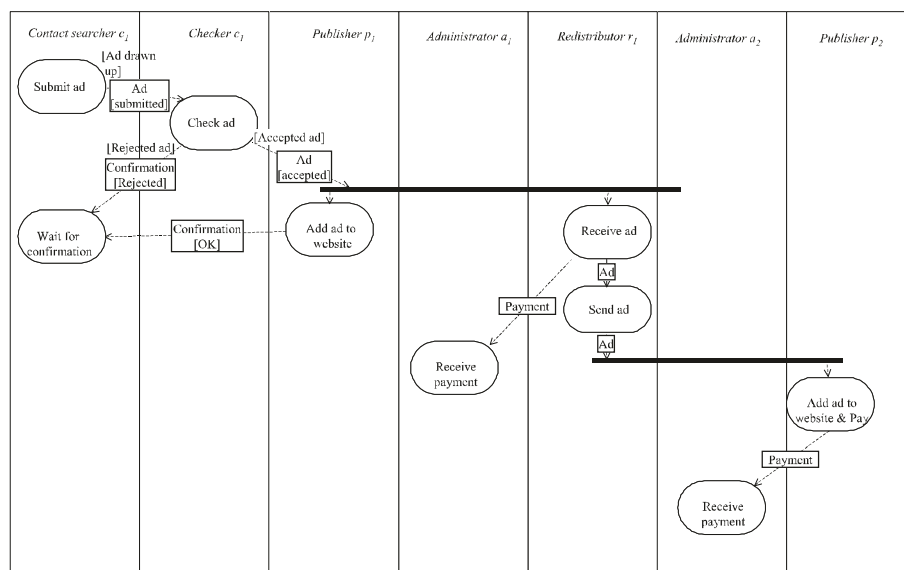 Contact searcher c1
Checker c1
Publisher p1
Administrator a1
Redistributor r1
Administrator a2
Publisher p2
[Ad drawn
up]
Submit ad
Ad
[submitted]
Check ad
[Accepted ad]
[Rejected ad]
Confirmation
[Rejected]
Ad
[accepted]
Wait for
confirmation
Confirmation
[OK]
Add ad to
website
Receive ad
Ad
Payment
Send ad
Ad
Receive
payment
Add ad to
website & Pay
Payment
Receive
payment